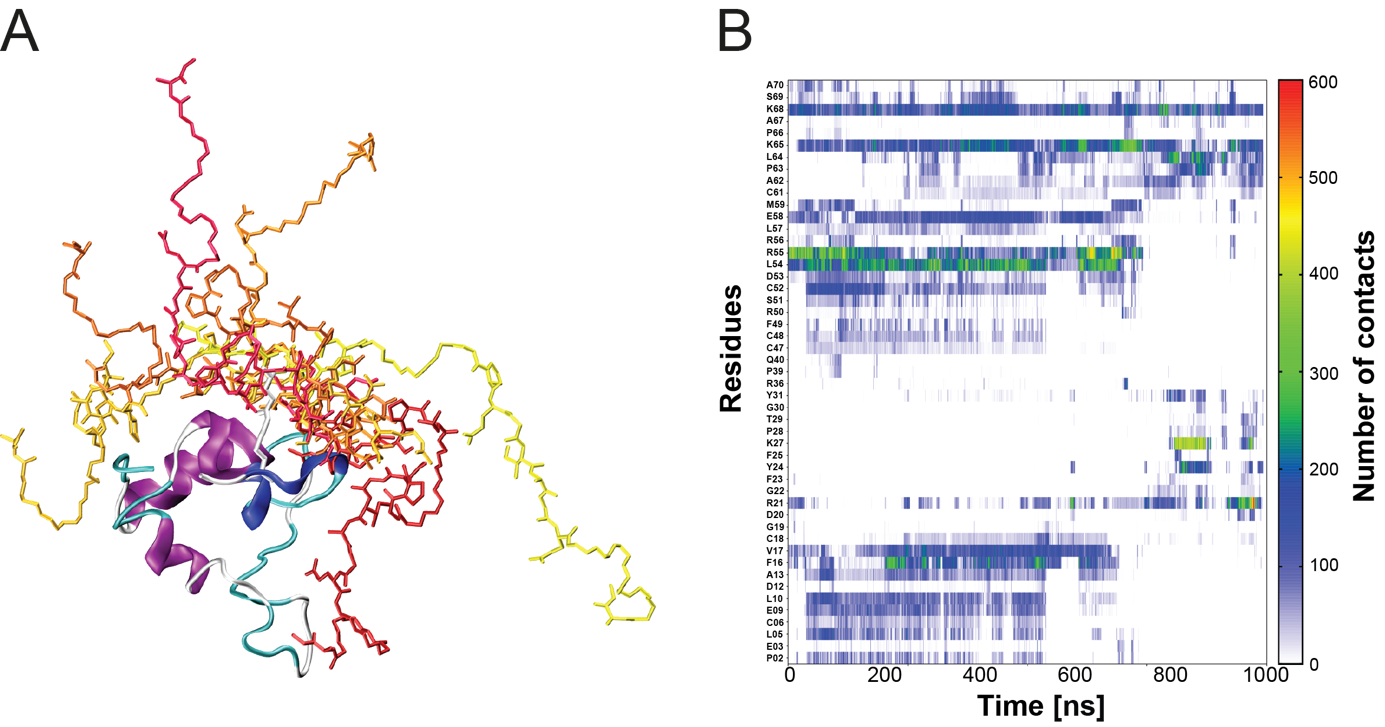 A
B
A70
S69
K68
A67
P66
K65
L64
P63
A62
C61
M59
E58
L57
R56
R55
L54
D53
C52
S51
R50
F49
C48
C47
Q40
P39
R36
Y31
G30
T29
P28
K27
F25
Y24
F23
G22
R21
D20
G19
C18
V17
F16
A13
D12
L10
E09
C06
L05
E03
P02
Residues
0 200 400 600 800 1000
Time [ns]
600
500
400
300
200
100
0
Number of contacts